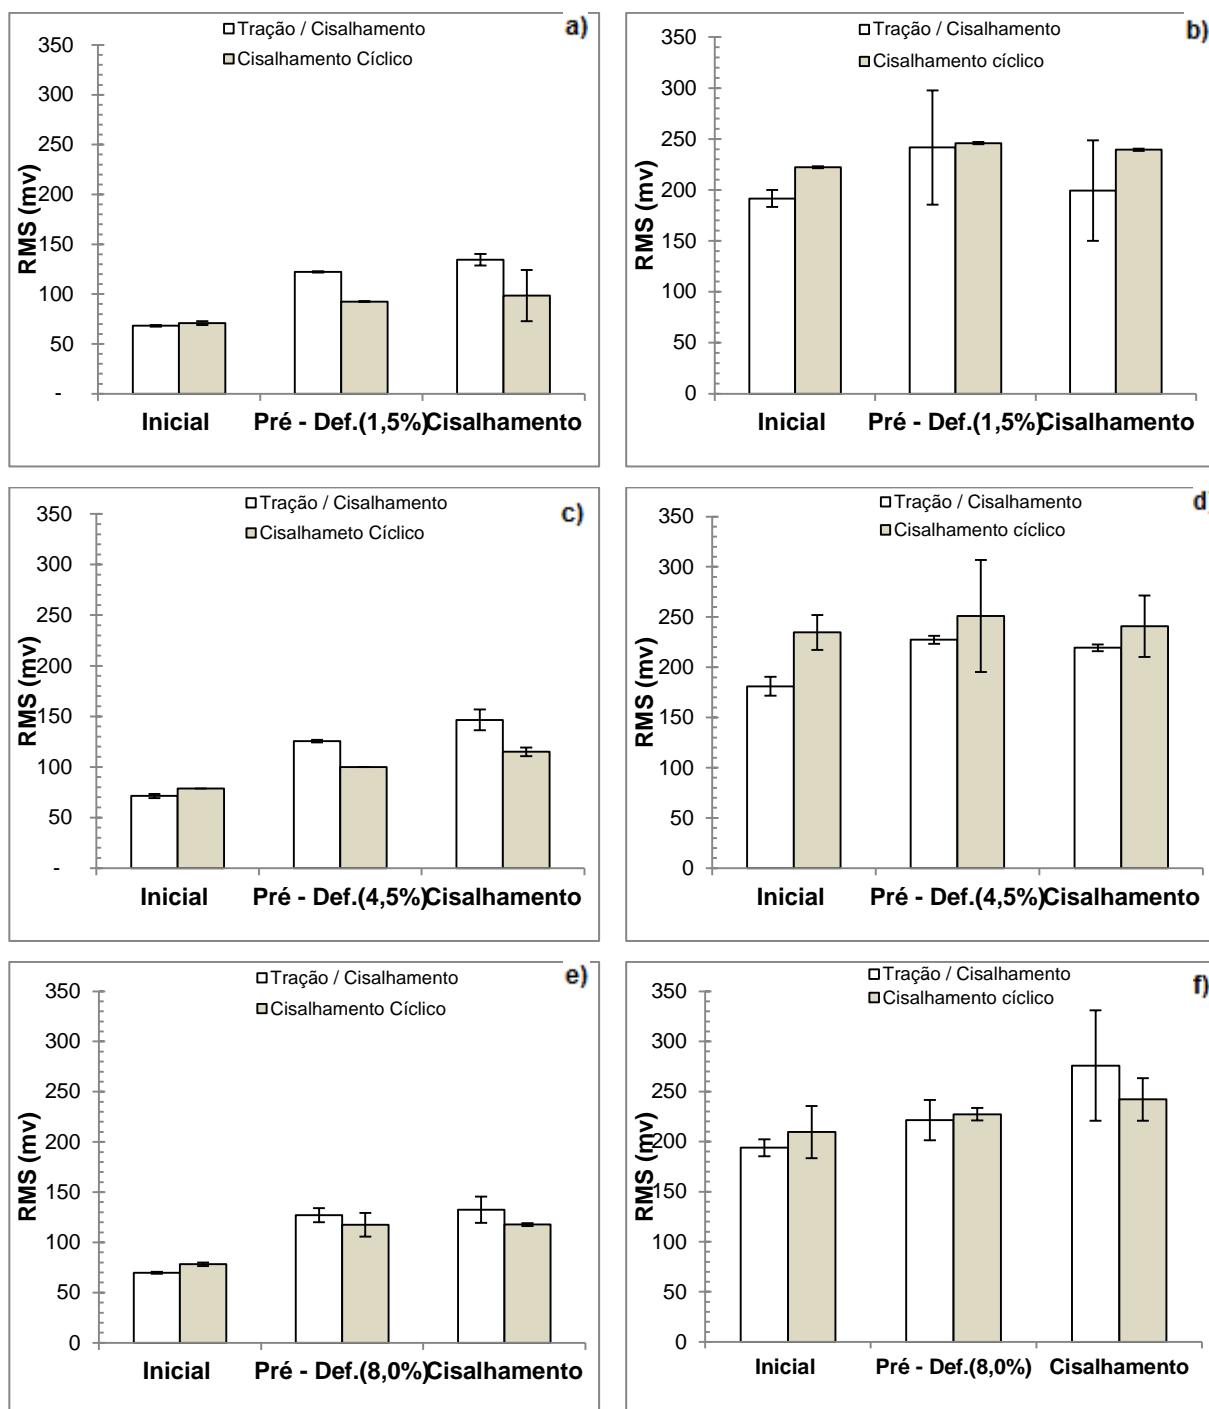 Tração / Cisalhamento
a)
Cisalhamento Cíclico
350
300
250
200
150
100
50
-
RMS (mv)
Inicial
Pré - Def.(1,5%)
Cisalhamento
Tração / Cisalhamento
b)
Cisalhamento cíclico
350
300
250
200
150
100
50
0
RMS (mv)
Inicial
Pré - Def.(1,5%)
Cisalhamento
Tração / Cisalhamento
c)
Cisalhameto Cíclico
350
300
250
200
150
100
50
-
RMS (mv)
Inicial
Pré - Def.(4,5%)
Cisalhamento
Tração / Cisalhamento
d)
Cisalhamento cíclico
350
300
250
200
150
100
50
0
RMS (mv)
Inicial
Pré - Def.(4,5%)
Cisalhamento
Tração / Cisalhamento
e)
Cisalhamento Cíclico
350
300
250
200
150
100
50
0
RMS (mv)
Inicial
Pré - Def.(8,0%)
Cisalhamento
Tração / Cisalhamento
f)
Cisalhamento cíclico
350
300
250
200
150
100
50
0
RMS (mv)
Inicial
Pré - Def.(8,0%)
Cisalhamento